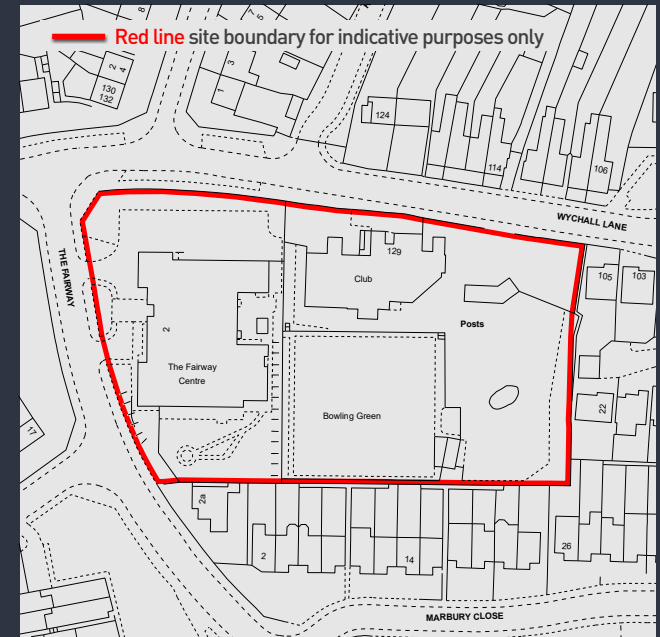 Red line site boundary for indicative purposes only
8
7
5
2
4
3
1
130
132
124
114
106
WYCHALL LANE
THE FAIRWAY
129
Club
105
103
2
Posts
The Fairway
Centre
Bowling Green
22
17
2a
2
14
26
MARBURY CLOSE